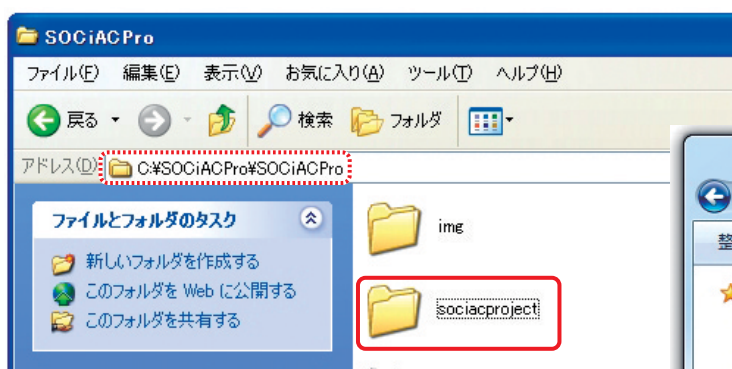 SOCiACPro
ファイル(F) 編集(E) 表示(V) お気に入り(A) ツール(T) ヘルプ(H)
戻る 検索 フォルダ
アドレス(D) C:¥SOCiACPro¥SOCiACPro
ファイルとフォルダのタスク
新しいフォルダを作成する
このフォルダを Web に公開する
このフォルダを共有する
img
sociacproject
整